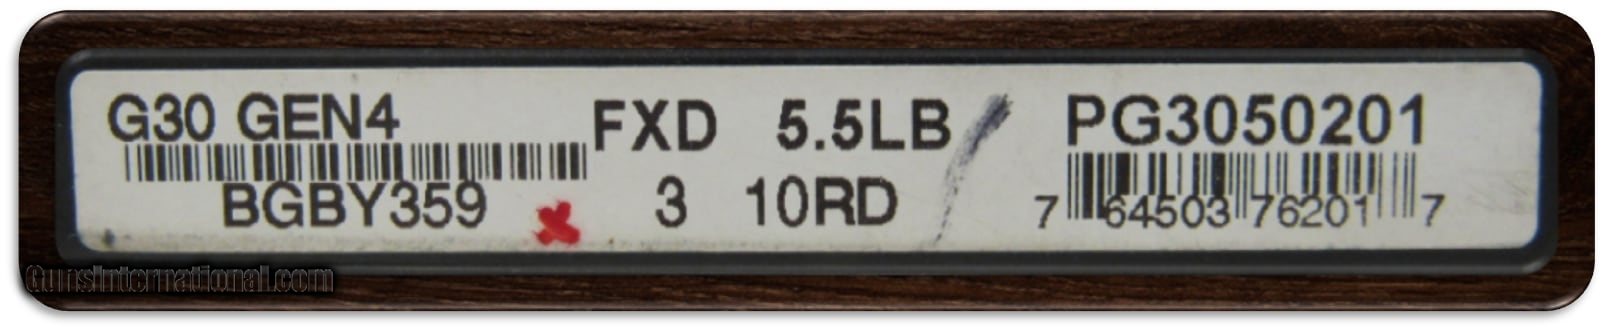 G30 GEN4
BGBY359
FXD 5.5LB
3 10RD
PG3050201
7 64503 76201 7
GunsInternational.com